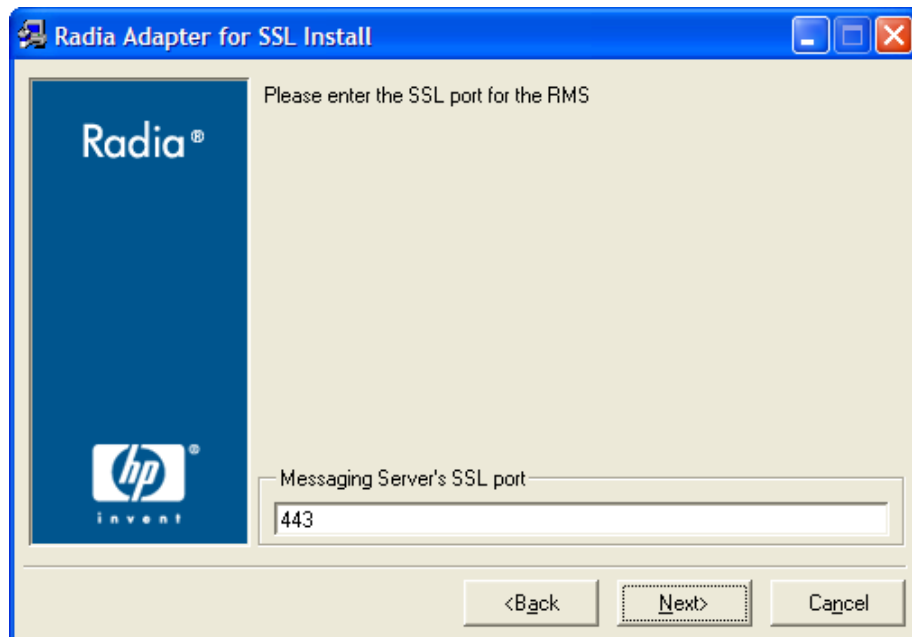 Radia Adapter for SSL Install
Please enter the SSL port for the RMS
Radia®
hp®
invent
Messaging Server's SSL port
443
<Back
Next>
Cancel